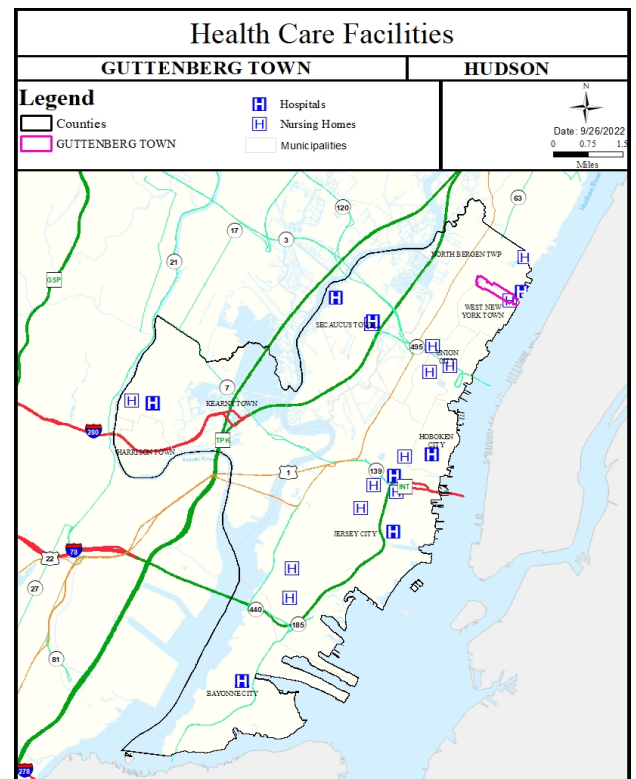 Health Care Facilities
GUTTENBERG TOWN
HUDSON
Legend
Counties
GUTTENBERG TOWN
H Hospitals
H Nursing Homes
Municipalities
N
Date: 9/26/2022
0 0.75 1.5
Miles
63
Hudson River
120
17
3
21
GSP
NORTH BERGEN TWP
H
H
H
H
WEST NEW
YORK TOWN
H
SECAUCUS TOWN
495
H
UNION
CITY
H
H
7
H
H
KEARNY TOWN
280
HARRISON TOWN
TPK
HOBOKEN
CITY
H
H
1
139
H
H
INT
H
H
JERSEY CITY
H
22
78
H
27
H
440
185
81
H
BAYONNE CITY
278